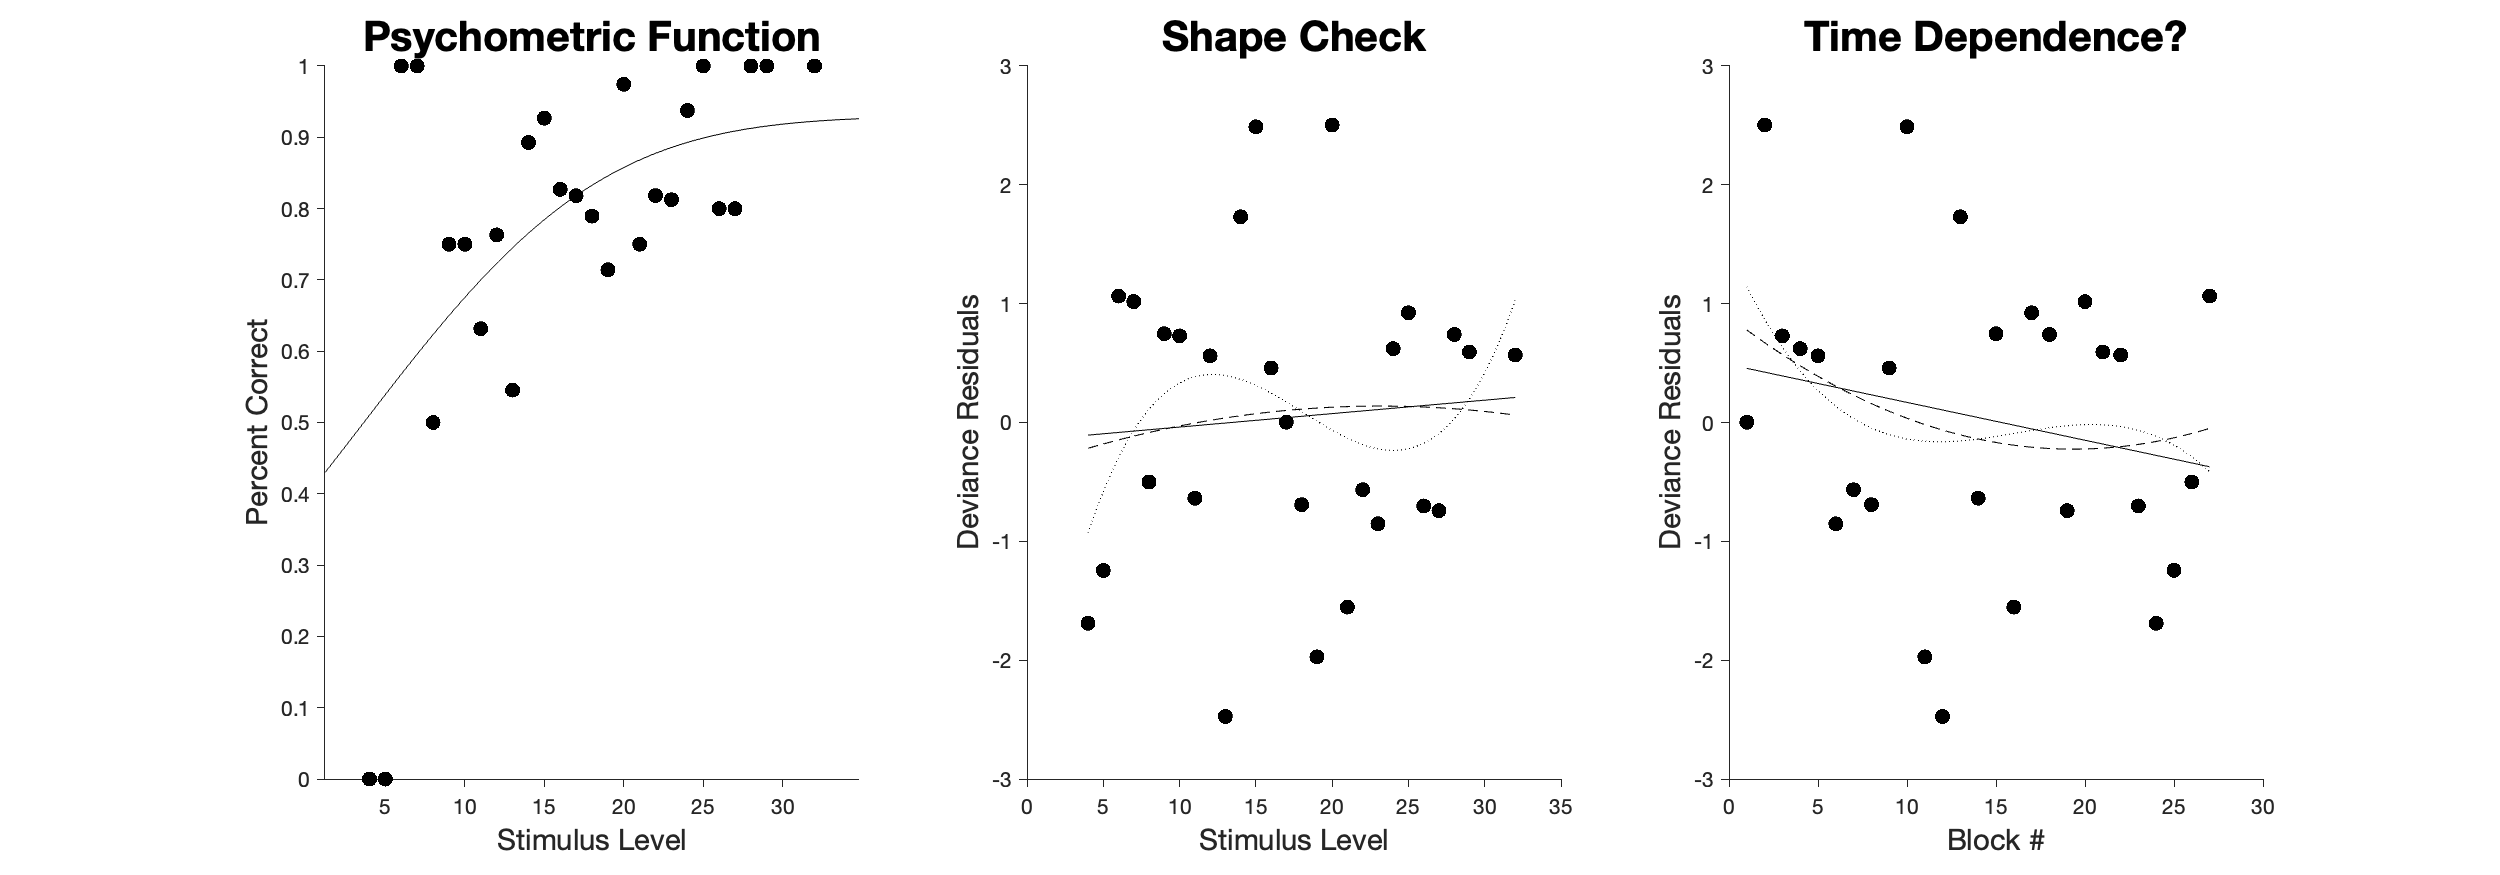 Psychometric Function
1
0.9
0.8
0.7
0.6
0.5
0.4
0.3
0.2
0.1
0
Percent Correct
5 10 15 20 25 30
Stimulus Level
Shape Check
3
2
1
0
-1
-2
-3
Deviance Residuals
0 5 10 15 20 25 30 35
Stimulus Level
Time Dependence?
3
2
1
0
-1
-2
-3
Deviance Residuals
0 5 10 15 20 25 30
Block #